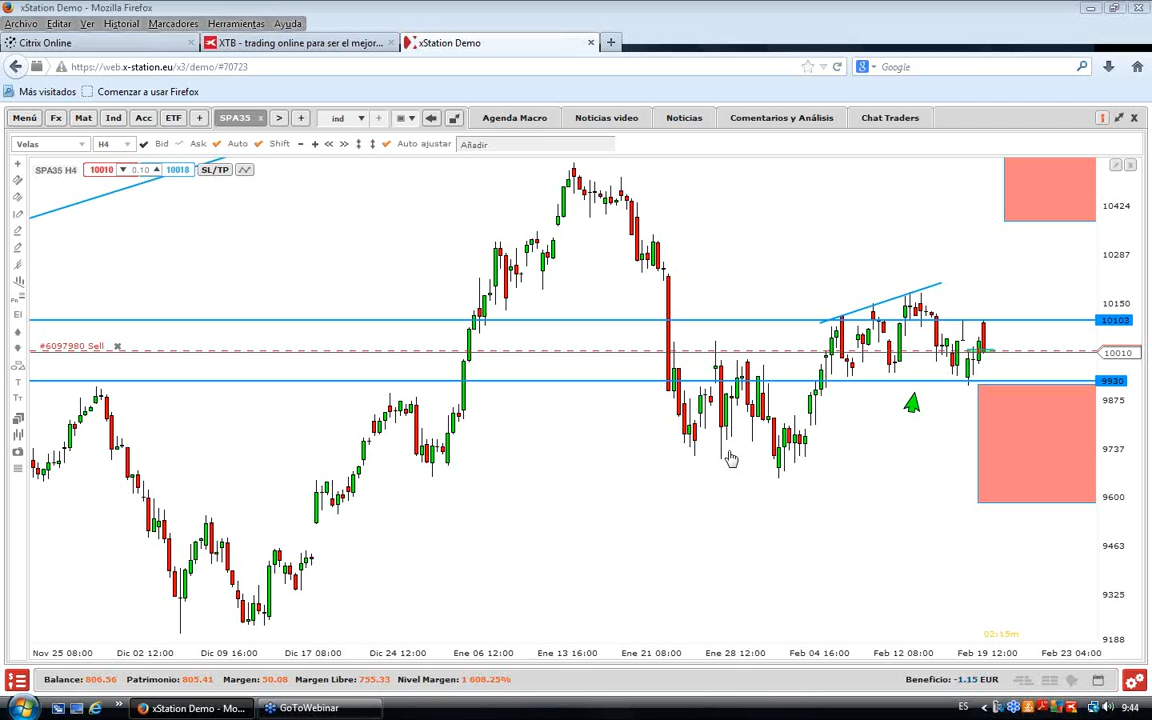 xStation Demo - Mozilla Firefox
Archivo Editar Ver Historial Marcadores Herramientas Ayuda
Citrix Online
XTB - trading online para ser el mejor...
xStation Demo
https://web.x-station.eu/x3/demo/#70723
Google
Más visitados
Comenzar a usar Firefox
Menú Fx Mat Ind Acc ETF + SPA35 x > + ind + Agenda Macro Noticias video Noticias Comentarios y Análisis Chat Traders
Velas H4 Bid Ask Auto Shift - + << >> Auto ajustar Añadir
SPA35 H4 10010 0.10 10018 SL/TP
10424
10287
10150
10103
#6097980 Sell
10010
9930
9875
9737
9600
9463
9325
9188
02:15m
Nov 25 08:00 Dic 02 12:00 Dic 09 16:00 Dic 17 08:00 Dic 24 12:00 Ene 06 12:00 Ene 13 16:00 Ene 21 08:00 Ene 28 12:00 Feb 04 16:00 Feb 12 08:00 Feb 19 12:00 Feb 23 04:00
Balance: 806.56 Patrimonio: 805.41 Margen: 50.08 Margen Libre: 755.33 Nivel Margen: 1 608.25% Beneficio: -1.15 EUR
xStation Demo - Mo...
GoToWebinar
ES
9:44